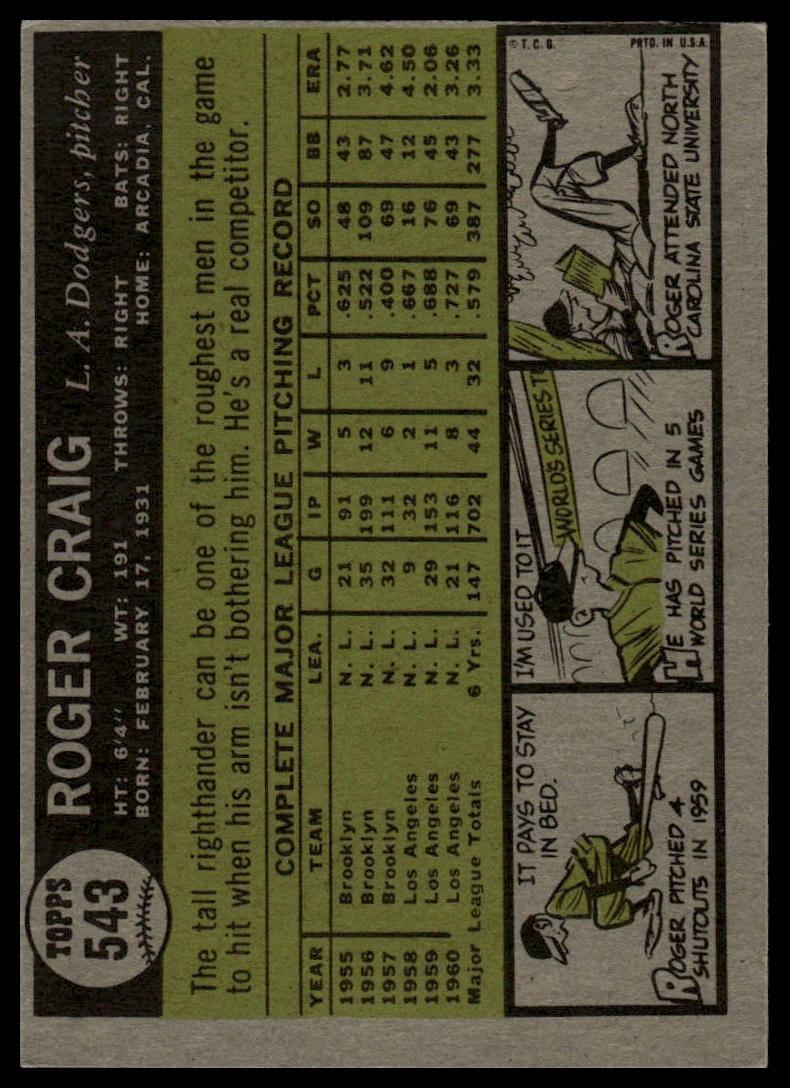 TOPPS
543
ROGER CRAIG L. A. Dodgers, pitcher
HT: 6'4" WT: 191 THROWS: RIGHT BATS: RIGHT
BORN: FEBRUARY 17, 1931 HOME: ARCADIA, CAL.
The tall righthander can be one of the roughest men in the game
to hit when his arm isn't bothering him. He's a real competitor.
COMPLETE MAJOR LEAGUE PITCHING RECORD
YEAR TEAM LEA. G IP W L PCT SO BB ERA
1955 Brooklyn N. L. 21 91 5 3 .625 48 43 2.77
1956 Brooklyn N. L. 35 199 12 11 .522 109 87 3.71
1957 Brooklyn N. L. 32 111 6 9 .400 69 47 4.62
1958 Los Angeles N. L. 9 32 2 1 .667 16 12 4.50
1959 Los Angeles N. L. 29 153 11 5 .688 76 45 2.06
1960 Los Angeles N. L. 21 116 8 3 .727 69 43 3.26
Major League Totals 6 Yrs. 147 702 44 32 .579 387 277 3.33
IT PAYS TO STAY
IN BED.
ROGER PITCHED 4
SHUTOUTS IN 1959
I'M USED TO IT
WORLD SERIES T
HE HAS PITCHED IN 5
WORLD SERIES GAMES
© T. C. G. PRTD. IN U.S.A.
ROGER ATTENDED NORTH
CAROLINA STATE UNIVERSITY